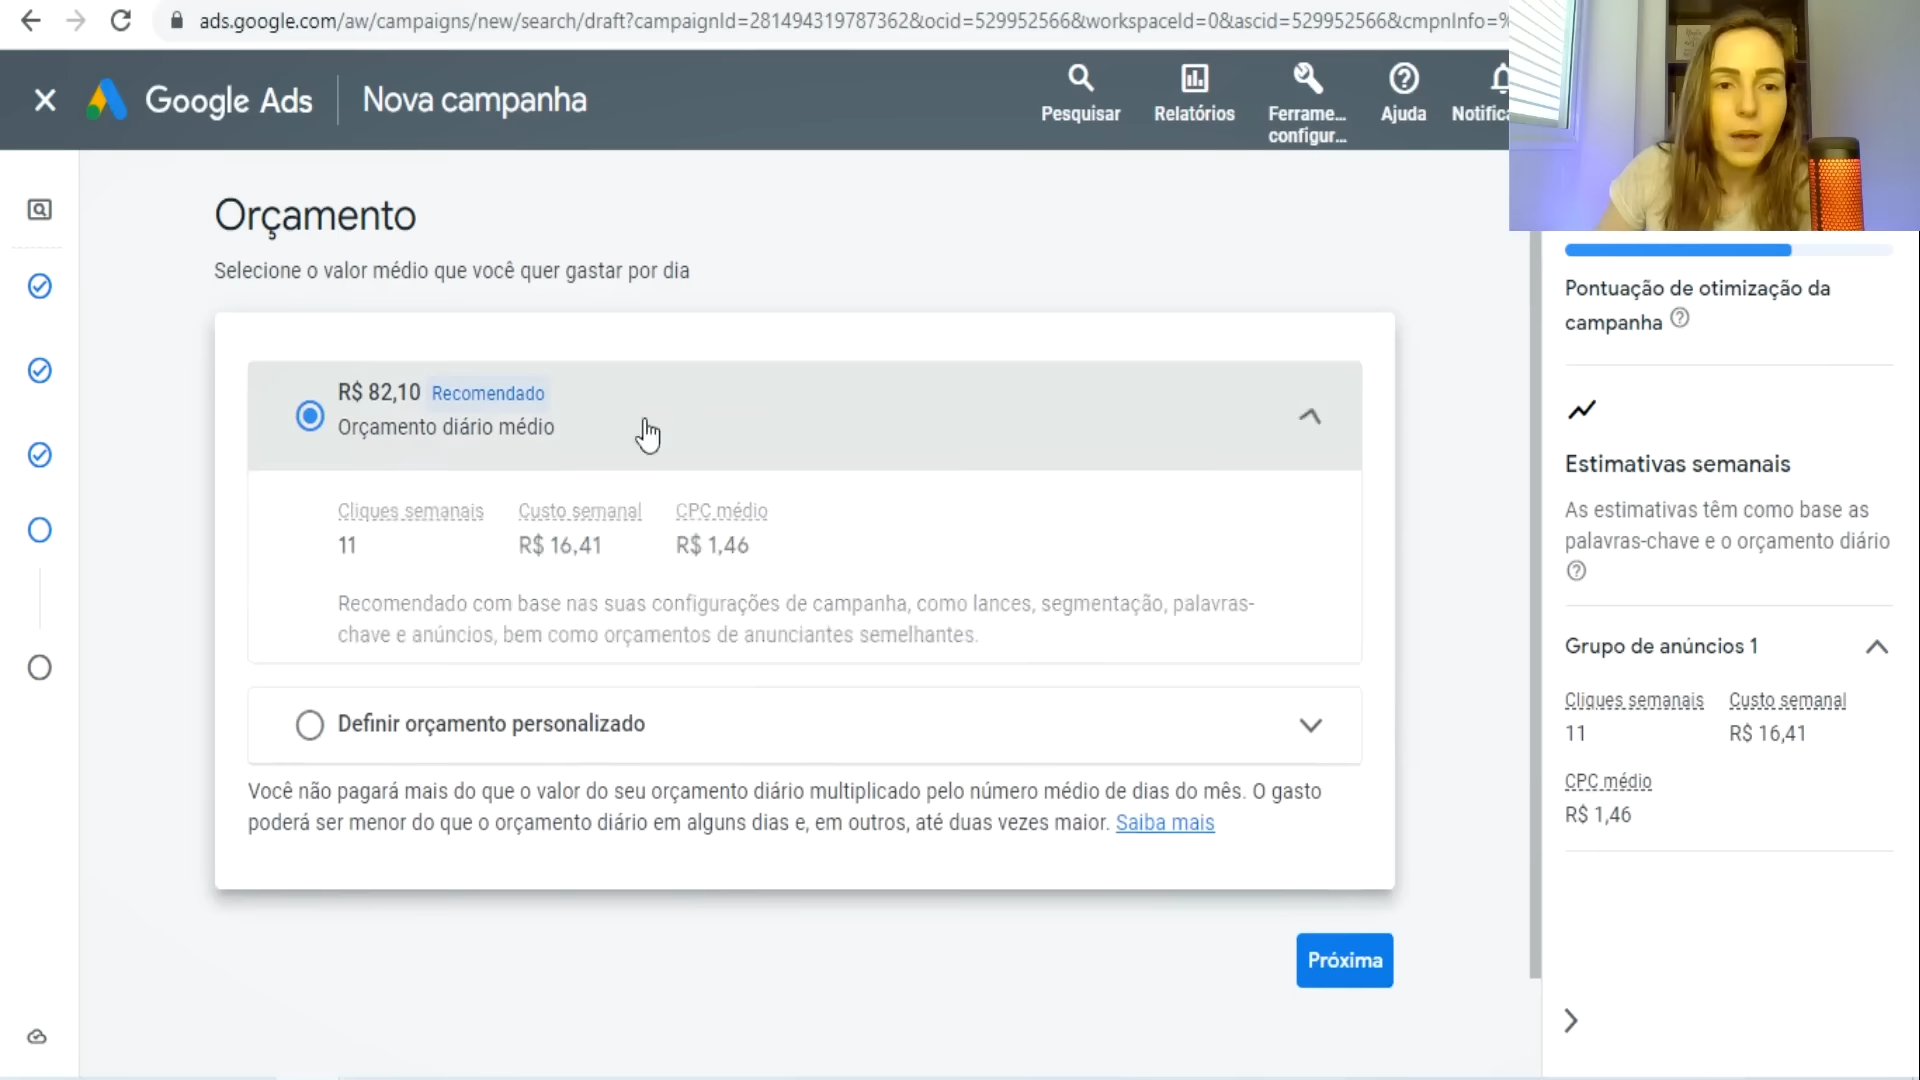 ads.google.com/aw/campaigns/new/search/draft?campaignId=281494319787362&ocid=529952566&workspaceId=0&ascid=529952566&cmpnInfo=%
Google Ads
Nova campanha
Pesquisar
Relatórios
Ferrame...
configur...
Ajuda
Notifica
Orçamento
Selecione o valor médio que você quer gastar por dia
R$ 82,10 Recomendado
Orçamento diário médio
Cliques semanais Custo semanal CPC médio
11 R$ 16,41 R$ 1,46
Recomendado com base nas suas configurações de campanha, como lances, segmentação, palavras-
chave e anúncios, bem como orçamentos de anunciantes semelhantes.
Definir orçamento personalizado
Você não pagará mais do que o valor do seu orçamento diário multiplicado pelo número médio de dias do mês. O gasto
poderá ser menor do que o orçamento diário em alguns dias e, em outros, até duas vezes maior. Saiba mais
Próxima
Pontuação de otimização da
campanha
Estimativas semanais
As estimativas têm como base as
palavras-chave e o orçamento diário
Grupo de anúncios 1
Cliques semanais Custo semanal
11 R$ 16,41
CPC médio
R$ 1,46